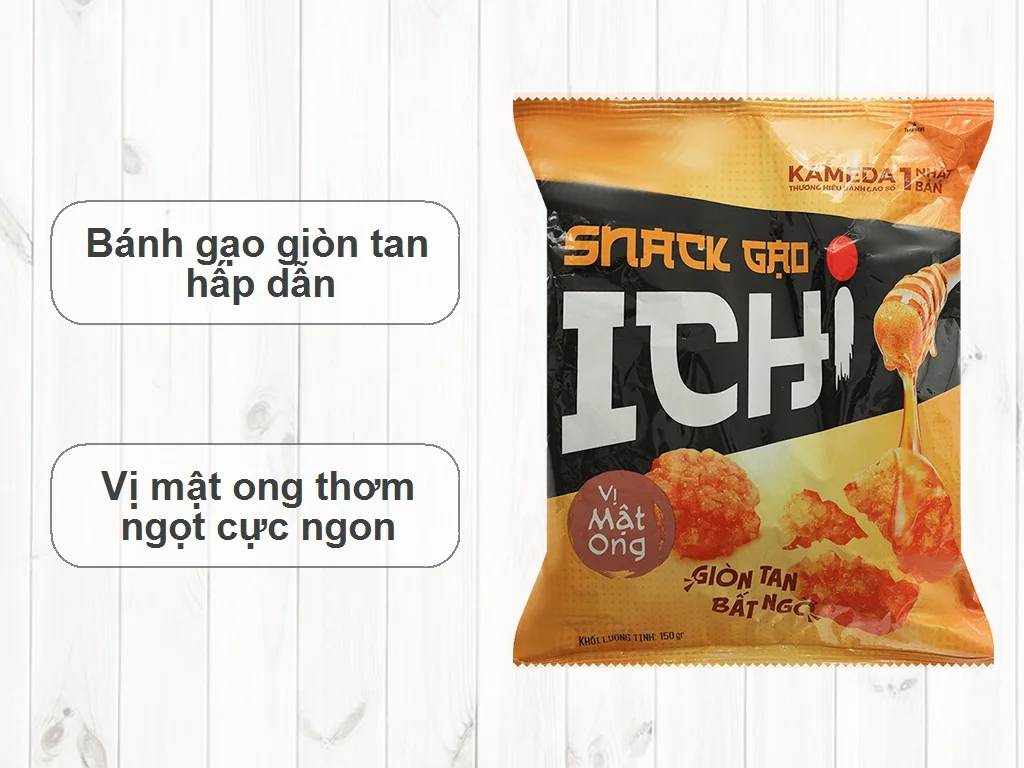 Bánh gạo giòn tan
hấp dẫn
Vị mật ong thơm
ngọt cực ngon
KAMEDA 1 NHẬT BẢN
THƯƠNG HIỆU BÁNH GẠO SỐ
SNACK GẠO
ICHI
Vị
Mật
Ong
GIÒN TAN
BẤT NGỜ
KHỐI LƯỢNG TỊNH: 150 gr